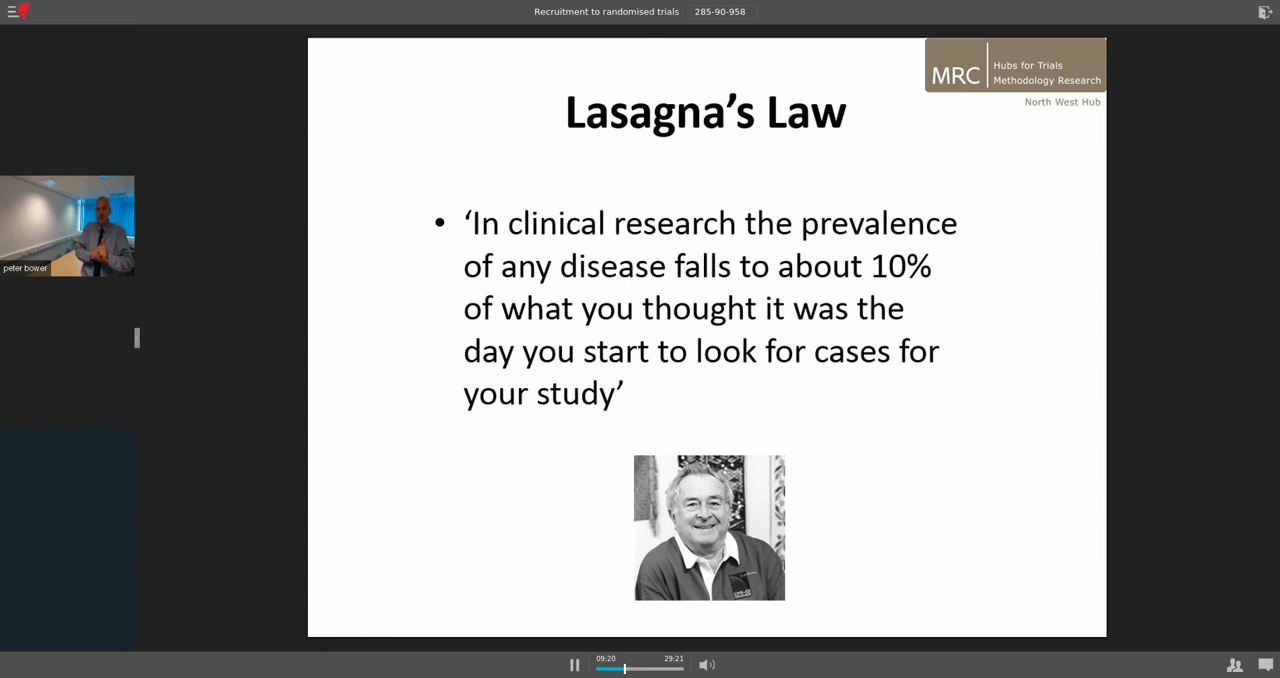 Recruitment to randomised trials 285-90-958
MRC
Hubs for Trials
Methodology Research
North West Hub
Lasagna’s Law
• ‘In clinical research the prevalence
of any disease falls to about 10%
of what you thought it was the
day you start to look for cases for
your study’
peter bower
09:20 29:21